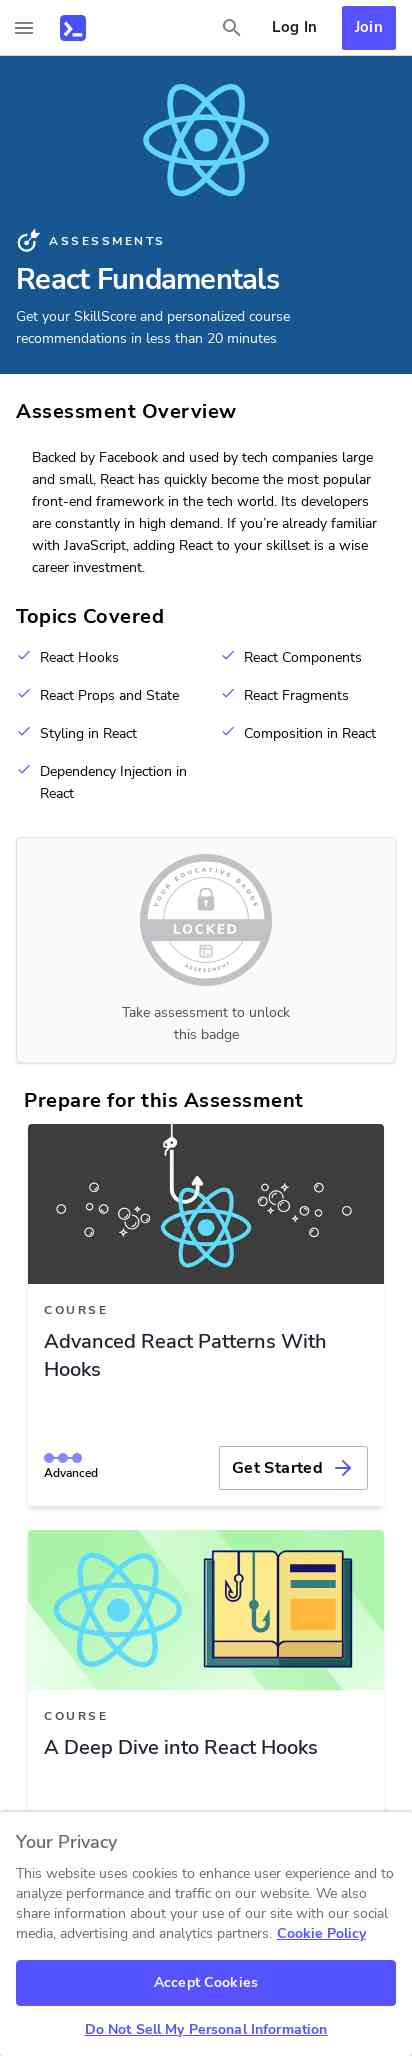 Log In
Join
ASSESSMENTS
React Fundamentals
Get your SkillScore and personalized course
recommendations in less than 20 minutes
Assessment Overview
Backed by Facebook and used by tech companies large
and small, React has quickly become the most popular
front-end framework in the tech world. Its developers
are constantly in high demand. If you’re already familiar
with JavaScript, adding React to your skillset is a wise
career investment.
Topics Covered
React Hooks
React Components
React Props and State
React Fragments
Styling in React
Composition in React
Dependency Injection in
React
YOUR EDUCATIVE BADGE
LOCKED
ASSESSMENT
Take assessment to unlock
this badge
Prepare for this Assessment
COURSE
Advanced React Patterns With
Hooks
Advanced
Get Started
COURSE
A Deep Dive into React Hooks
Your Privacy
This website uses cookies to enhance user experience and to
analyze performance and traffic on our website. We also
share information about your use of our site with our social
media, advertising and analytics partners. Cookie Policy
Accept Cookies
Do Not Sell My Personal Information